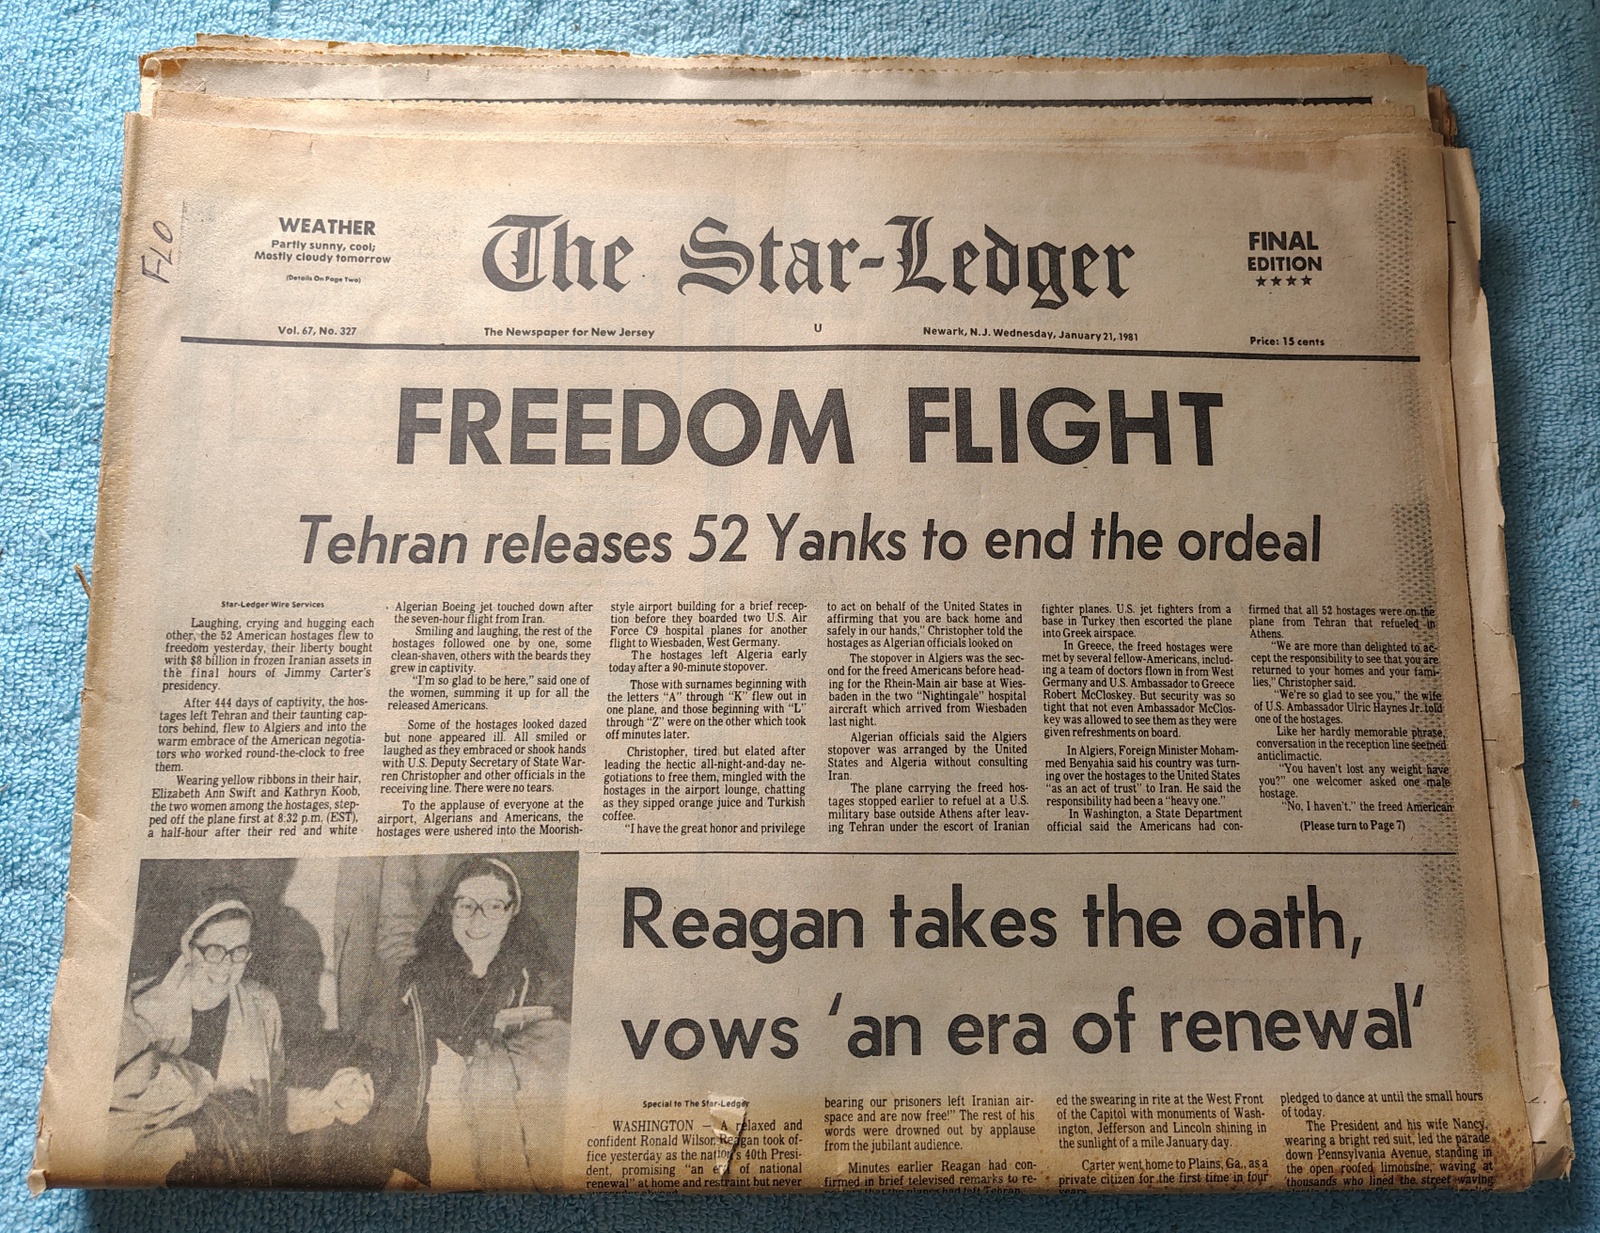 FLO
WEATHER
Partly sunny, cool;
Mostly cloudy tomorrow
(Details On Page Two)
The Star-Ledger
FINAL
EDITION
★★★★
Vol. 67, No. 327
The Newspaper for New Jersey
U
Newark, N.J. Wednesday, January 21, 1981
Price: 15 cents
FREEDOM FLIGHT
Tehran releases 52 Yanks to end the ordeal
Star-Ledger Wire Services
Laughing, crying and hugging each
other, the 52 American hostages flew to
freedom yesterday, their liberty bought
with $8 billion in frozen Iranian assets in
the final hours of Jimmy Carter's
presidency.
After 444 days of captivity, the hos-
tages left Tehran and their taunting cap-
tors behind, flew to Algiers and into the
warm embrace of the American negotia-
tors who worked round-the-clock to free
them.
Wearing yellow ribbons in their hair,
Elizabeth Ann Swift and Kathryn Koob,
the two women among the hostages, step-
ped off the plane first at 8:32 p.m. (EST),
a half-hour after their red and white
Algerian Boeing jet touched down after
the seven-hour flight from Iran.
Smiling and laughing, the rest of the
hostages followed one by one, some
clean-shaven, others with the beards they
grew in captivity.
"I'm so glad to be here," said one of
the women, summing it up for all the
released Americans.
Some of the hostages looked dazed
but none appeared ill. All smiled or
laughed as they embraced or shook hands
with U.S. Deputy Secretary of State War-
ren Christopher and other officials in the
receiving line. There were no tears.
To the applause of everyone at the
airport, Algerians and Americans, the
hostages were ushered into the Moorish-
style airport building for a brief recep-
tion before they boarded two U.S. Air
Force C9 hospital planes for another
flight to Wiesbaden, West Germany.
The hostages left Algeria early
today after a 90-minute stopover.
Those with surnames beginning with
the letters "A" through "K" flew out in
one plane, and those beginning with "L"
through "Z" were on the other which took
off minutes later.
Christopher, tired but elated after
leading the hectic all-night-and-day ne-
gotiations to free them, mingled with the
hostages in the airport lounge, chatting
as they sipped orange juice and Turkish
coffee.
"I have the great honor and privilege
to act on behalf of the United States in
affirming that you are back home and
safely in our hands," Christopher told the
hostages as Algerian officials looked on
The stopover in Algiers was the sec-
ond for the freed Americans before head-
ing for the Rhein-Main air base at Wies-
baden in the two "Nightingale" hospital
aircraft which arrived from Wiesbaden
last night.
Algerian officials said the Algiers
stopover was arranged by the United
States and Algeria without consulting
Iran.
The plane carrying the freed hos-
tages stopped earlier to refuel at a U.S.
military base outside Athens after leav-
ing Tehran under the escort of Iranian
fighter planes. U.S. jet fighters from a
base in Turkey then escorted the plane
into Greek airspace.
In Greece, the freed hostages were
met by several fellow-Americans, includ-
ing a team of doctors flown in from West
Germany and U.S. Ambassador to Greece
Robert McCloskey. But security was so
tight that not even Ambassador McClos-
key was allowed to see them as they were
given refreshments on board.
In Algiers, Foreign Minister Moham-
med Benyahia said his country was turn-
ing over the hostages to the United States
"as an act of trust" to Iran. He said the
responsibility had been a "heavy one."
In Washington, a State Department
official said the Americans had con-
firmed that all 52 hostages were on the
plane from Tehran that refueled in
Athens.
"We are more than delighted to ac-
cept the responsibility to see that you are
returned to your homes and your fami-
lies," Christopher said.
"We're so glad to see you," the wife
of U.S. Ambassador Ulric Haynes Jr. told
one of the hostages.
Like her hardly memorable phrase,
conversation in the reception line seemed
anticlimactic.
"You haven't lost any weight have
you?" one welcomer asked one male
hostage.
"No, I haven't," the freed American
(Please turn to Page 7)
Reagan takes the oath,
vows 'an era of renewal'
Special to The Star-Ledger
WASHINGTON — A relaxed and
confident Ronald Wilson Reagan took of-
fice yesterday as the nation's 40th Presi-
dent, promising "an era of national
renewal" at home and restraint but never
bearing our prisoners left Iranian air-
space and are now free!" The rest of his
words were drowned out by applause
from the jubilant audience.
Minutes earlier Reagan had con-
firmed in brief televised remarks to re-
porters that the planes had left Tehran
ed the swearing in rite at the West Front
of the Capitol with monuments of Wash-
ington, Jefferson and Lincoln shining in
the sunlight of a mile January day.
Carter went home to Plains, Ga., as a
private citizen for the first time in four
years.
pledged to dance at until the small hours
of today.
The President and his wife Nancy,
wearing a bright red suit, led the parade
down Pennsylvania Avenue, standing in
the open roofed limousine, waving at
thousands who lined the street waving